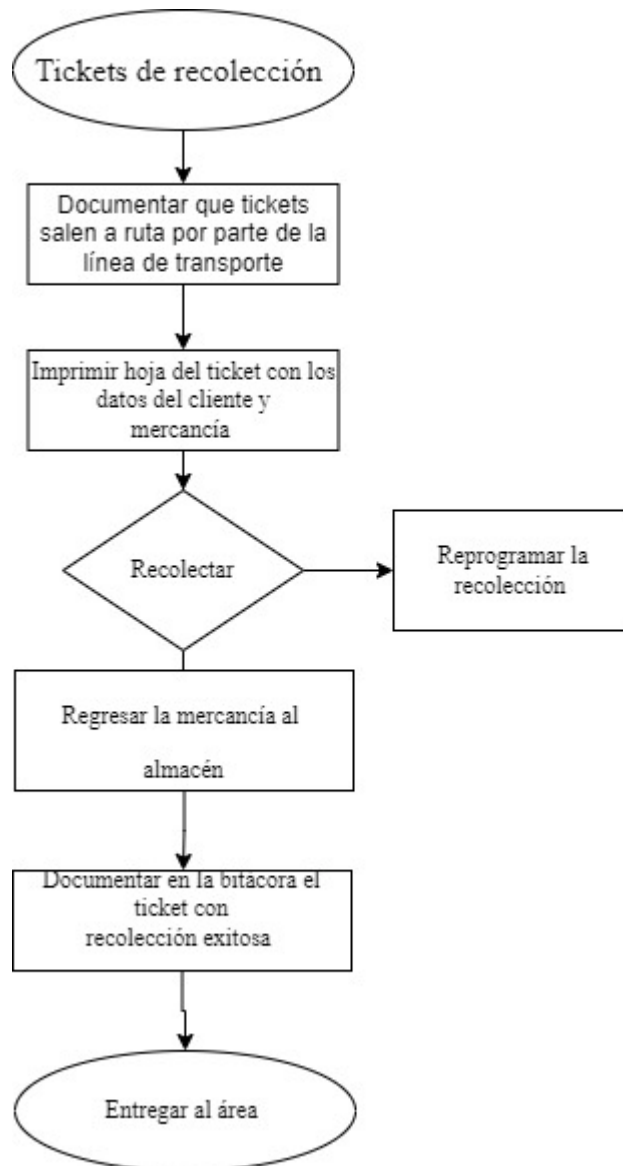 Tickets de recolección
Documentar que tickets
salen a ruta por parte de la
línea de transporte
Imprimir hoja del ticket con los
datos del cliente y
mercancía
Recolectar
Reprogramar la
recolección
Regresar la mercancía al
almacén
Documentar en la bitácora el
ticket con
recolección exitosa
Entregar al área